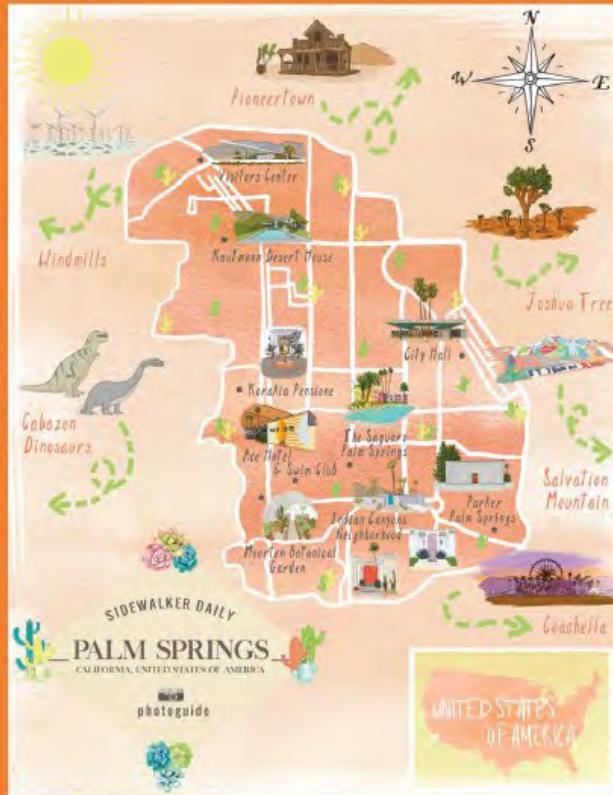 N
W
E
S
Pioneertown
Visitors Center
Windmills
Kaufmann Desert House
Joshua Tree
City Hall
Korakia Pensione
Cabazon
Dinosaurs
The Saguaro
Palm Springs
Ace Hotel
& Swim Club
Salvation
Mountain
Parker
Palm Springs
Indian Canyons
Neighborhood
Moorten Botanical
Garden
Coachella
SIDEWALKER DAILY
PALM SPRINGS
CALIFORNIA, UNITED STATES OF AMERICA
photoguide
UNITED STATES
OF AMERICA